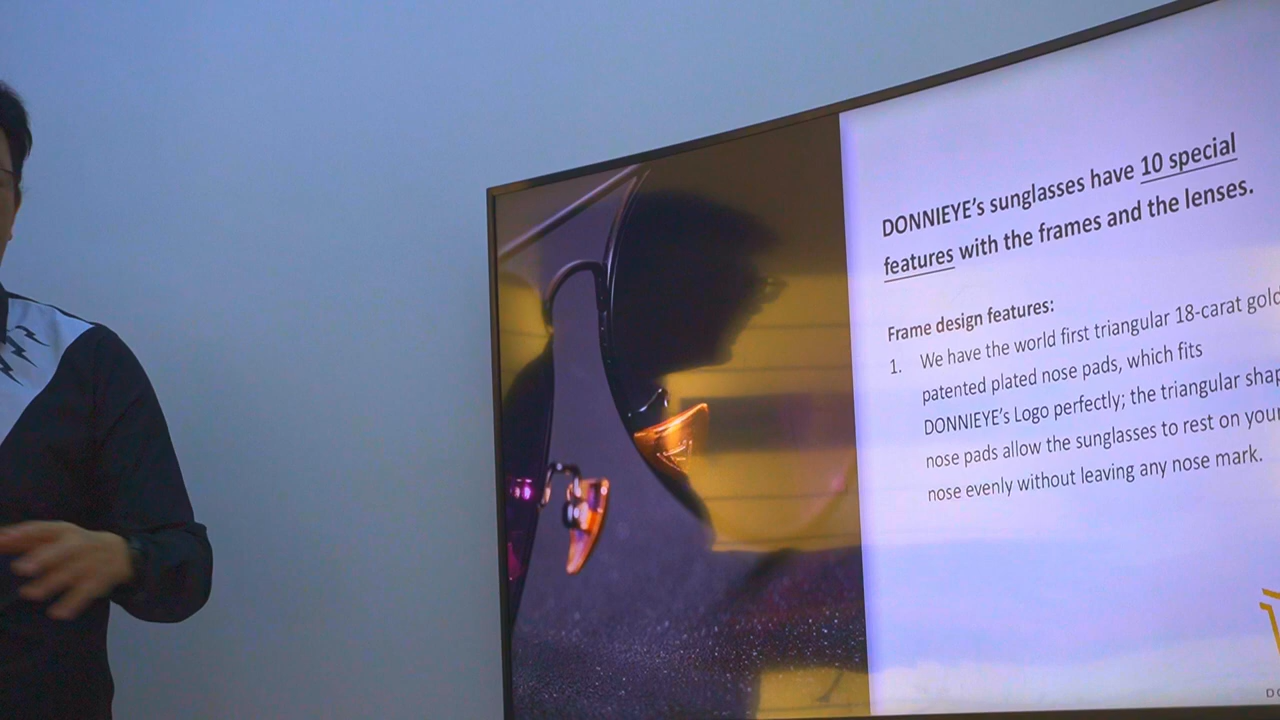 DONNIEYE’s sunglasses have 10 special
features with the frames and the lenses.
Frame design features:
1. We have the world first triangular 18-carat gold
patented plated nose pads, which fits
DONNIEYE’s Logo perfectly; the triangular shap
nose pads allow the sunglasses to rest on your
nose evenly without leaving any nose mark.